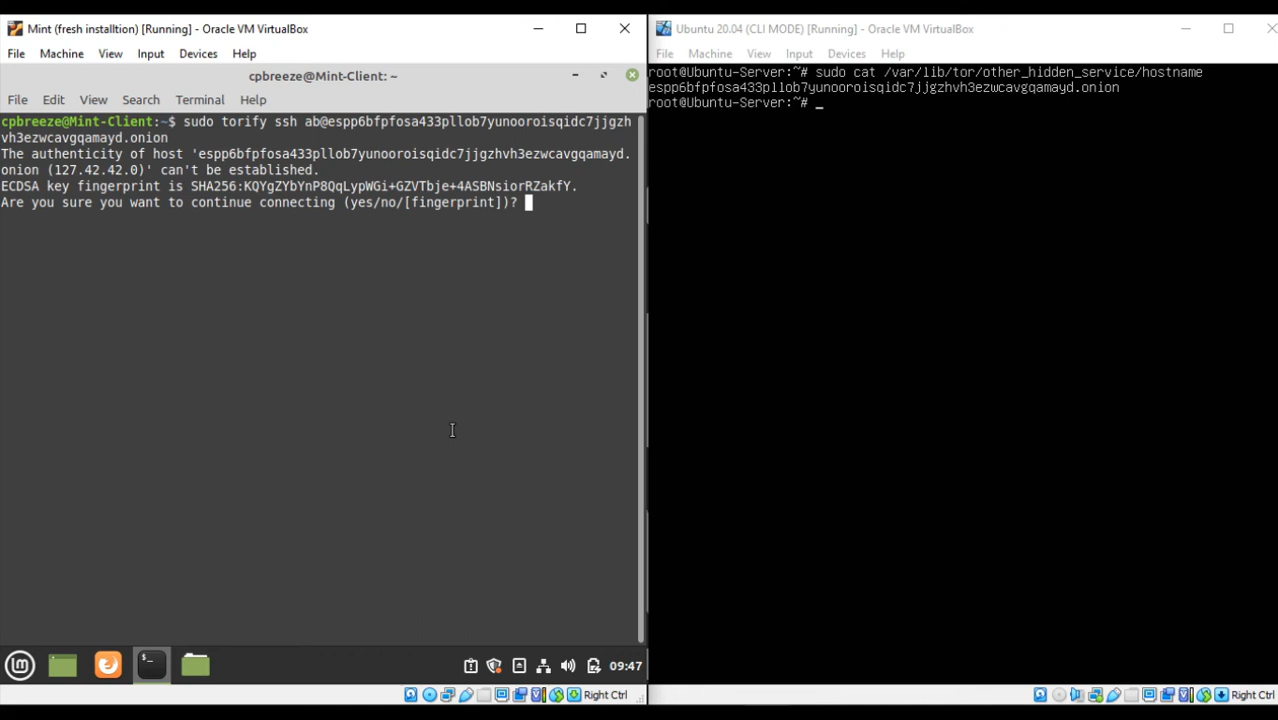 Mint (fresh installtion) [Running] - Oracle VM VirtualBox
File Machine View Input Devices Help
cpbreeze@Mint-Client: ~
File Edit View Search Terminal Help
cpbreeze@Mint-Client:~$ sudo torify ssh ab@espp6bfpfosa433pllob7yunooroisqidc7jjgzh
vh3ezwcavgqamayd.onion
The authenticity of host 'espp6bfpfosa433pllob7yunooroisqidc7jjgzhvh3ezwcavgqamayd.
onion (127.42.42.0)' can't be established.
ECDSA key fingerprint is SHA256:KQYgZYbYnP8QqLypWGi+GZVTbje+4ASBNsiorRZakfY.
Are you sure you want to continue connecting (yes/no/[fingerprint])?
09:47
Right Ctrl
Ubuntu 20.04 (CLI MODE) [Running] - Oracle VM VirtualBox
File Machine View Input Devices Help
root@Ubuntu-Server:~# sudo cat /var/lib/tor/other_hidden_service/hostname
espp6bfpfosa433pllob7yunooroisqidc7jjgzhvh3ezwcavgqamayd.onion
root@Ubuntu-Server:~# _
Right Ctrl